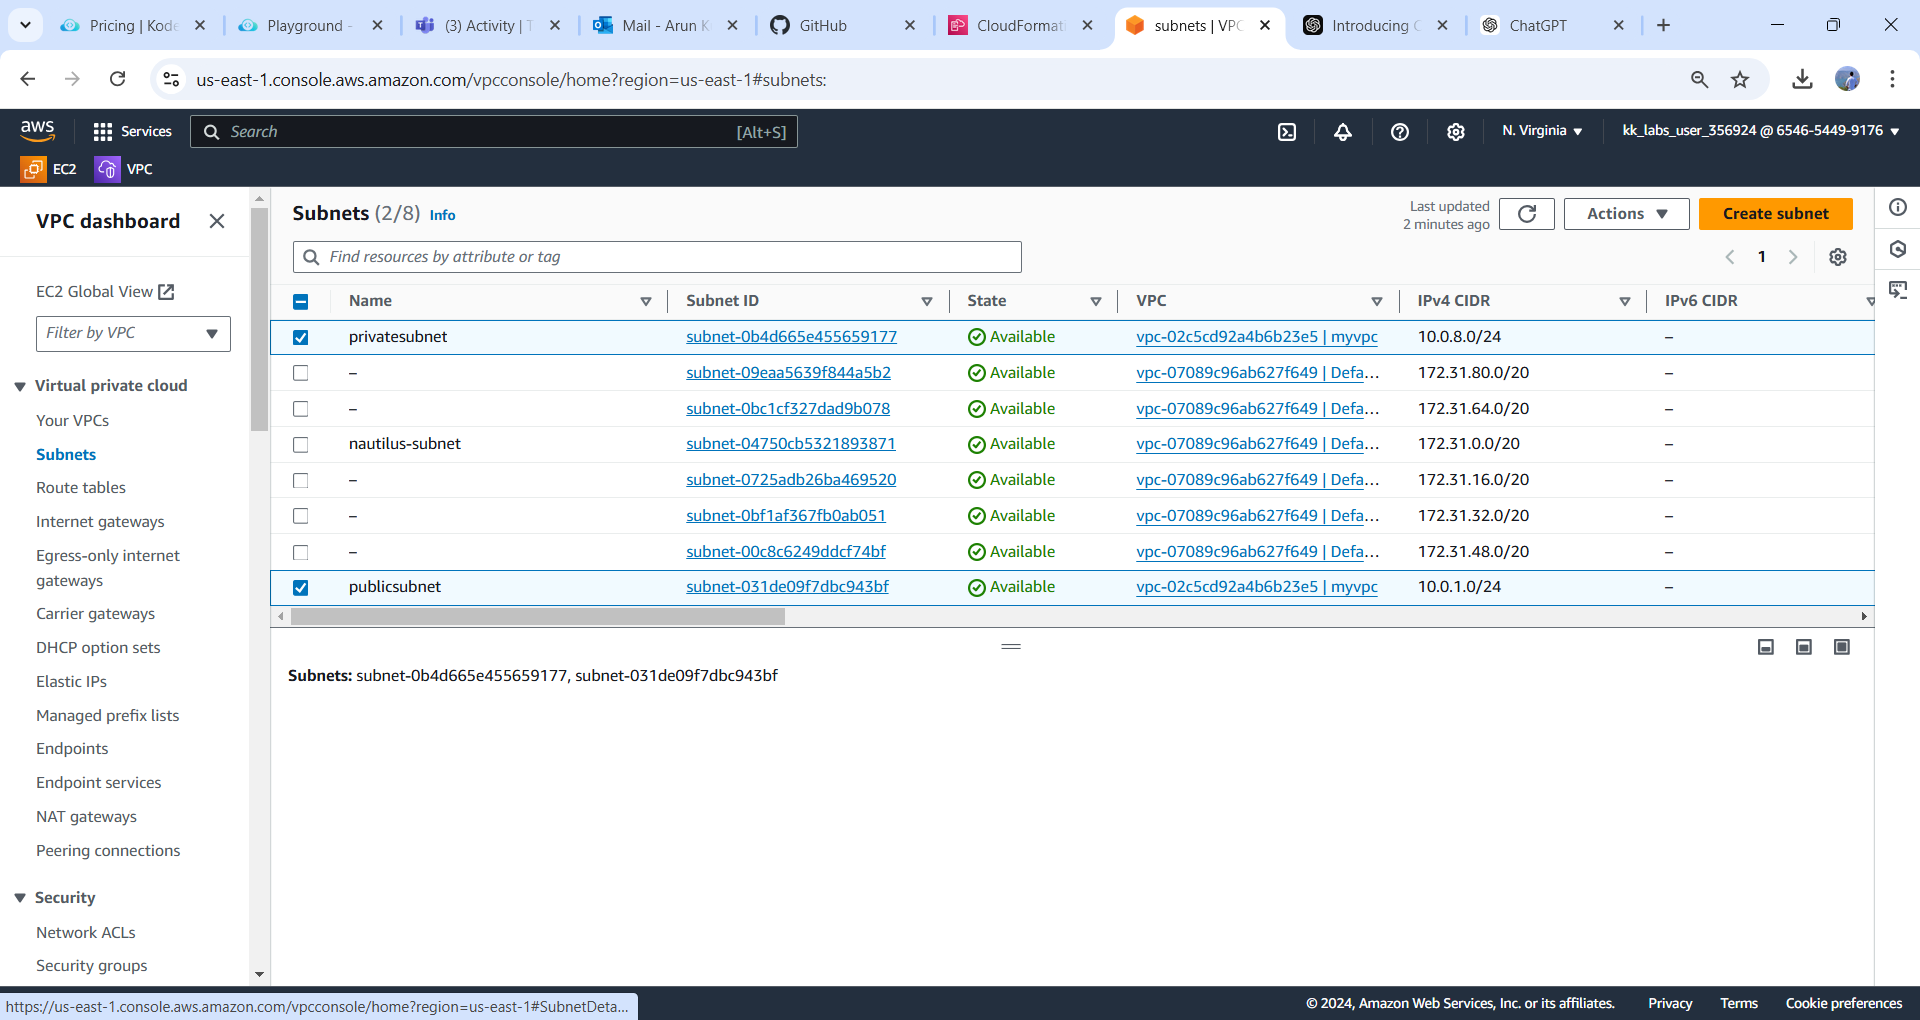 Pricing | Kode
Playground -
(3) Activity | T
Mail - Arun K
GitHub
CloudFormati
subnets | VPC
Introducing C
ChatGPT
us-east-1.console.aws.amazon.com/vpcconsole/home?region=us-east-1#subnets:
aws
Services
Search
[Alt+S]
N. Virginia
kk_labs_user_356924 @ 6546-5449-9176
EC2
VPC
VPC dashboard
EC2 Global View
Filter by VPC
Virtual private cloud
Your VPCs
Subnets
Route tables
Internet gateways
Egress-only internet
gateways
Carrier gateways
DHCP option sets
Elastic IPs
Managed prefix lists
Endpoints
Endpoint services
NAT gateways
Peering connections
Security
Network ACLs
Security groups
Subnets (2/8) Info
Last updated
2 minutes ago
Actions
Create subnet
Find resources by attribute or tag
1
Name Subnet ID State VPC IPv4 CIDR IPv6 CIDR
privatesubnet subnet-0b4d665e455659177 Available vpc-02c5cd92a4b6b23e5 | myvpc 10.0.8.0/24 –
– subnet-09eaa5639f844a5b2 Available vpc-07089c96ab627f649 | Defa... 172.31.80.0/20 –
– subnet-0bc1cf327dad9b078 Available vpc-07089c96ab627f649 | Defa... 172.31.64.0/20 –
nautilus-subnet subnet-04750cb5321893871 Available vpc-07089c96ab627f649 | Defa... 172.31.0.0/20 –
– subnet-0725adb26ba469520 Available vpc-07089c96ab627f649 | Defa... 172.31.16.0/20 –
– subnet-0bf1af367fb0ab051 Available vpc-07089c96ab627f649 | Defa... 172.31.32.0/20 –
– subnet-00c8c6249ddcf74bf Available vpc-07089c96ab627f649 | Defa... 172.31.48.0/20 –
publicsubnet subnet-031de09f7dbc943bf Available vpc-02c5cd92a4b6b23e5 | myvpc 10.0.1.0/24 –
Subnets: subnet-0b4d665e455659177, subnet-031de09f7dbc943bf
https://us-east-1.console.aws.amazon.com/vpcconsole/home?region=us-east-1#SubnetDeta...
© 2024, Amazon Web Services, Inc. or its affiliates.
Privacy
Terms
Cookie preferences